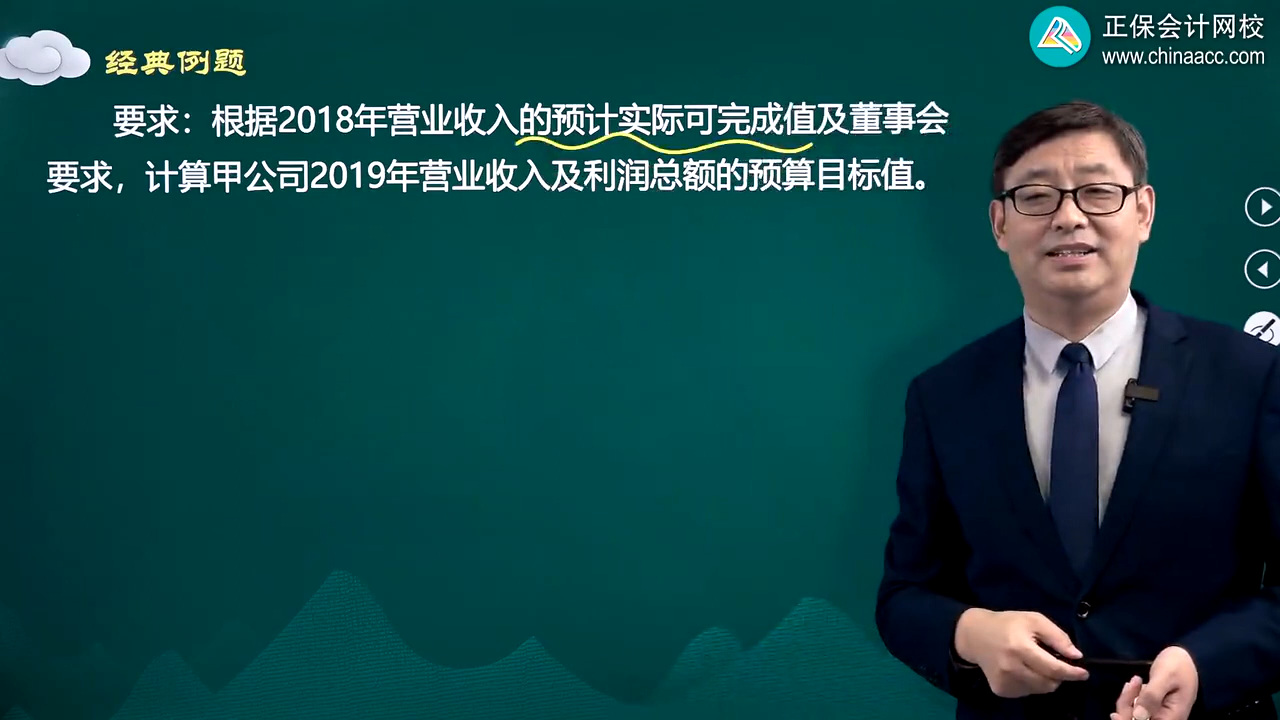 正保会计网校
www.chinaacc.com
经典例题
要求：根据2018年营业收入的预计实际可完成值及董事会
要求，计算甲公司2019年营业收入及利润总额的预算目标值。